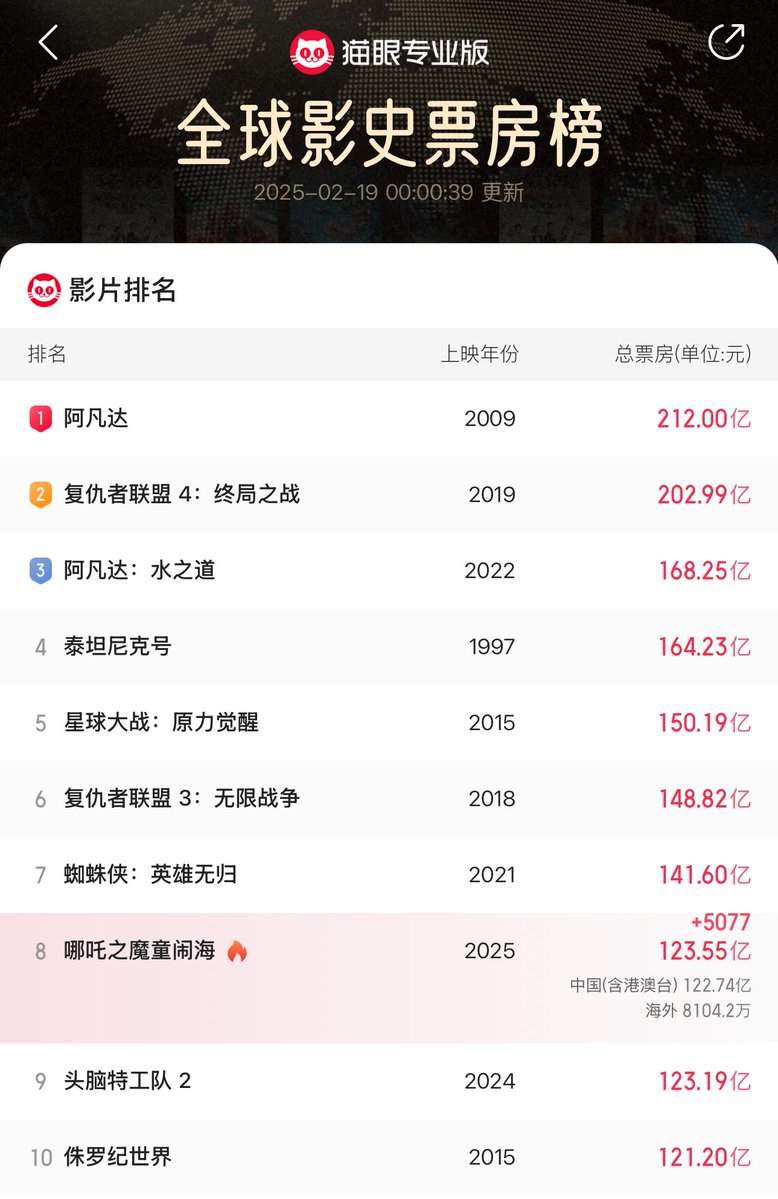 猫眼专业版
全球影史票房榜
2025-02-19 00:00:39 更新
影片排名
排名 上映年份 总票房(单位:元)
1 阿凡达 2009 212.00亿
2 复仇者联盟 4：终局之战 2019 202.99亿
3 阿凡达：水之道 2022 168.25亿
4 泰坦尼克号 1997 164.23亿
5 星球大战：原力觉醒 2015 150.19亿
6 复仇者联盟 3：无限战争 2018 148.82亿
7 蜘蛛侠：英雄无归 2021 141.60亿
+5077
8 哪吒之魔童闹海 2025 123.55亿
中国(含港澳台) 122.74亿
海外 8104.2万
9 头脑特工队 2 2024 123.19亿
10 侏罗纪世界 2015 121.20亿